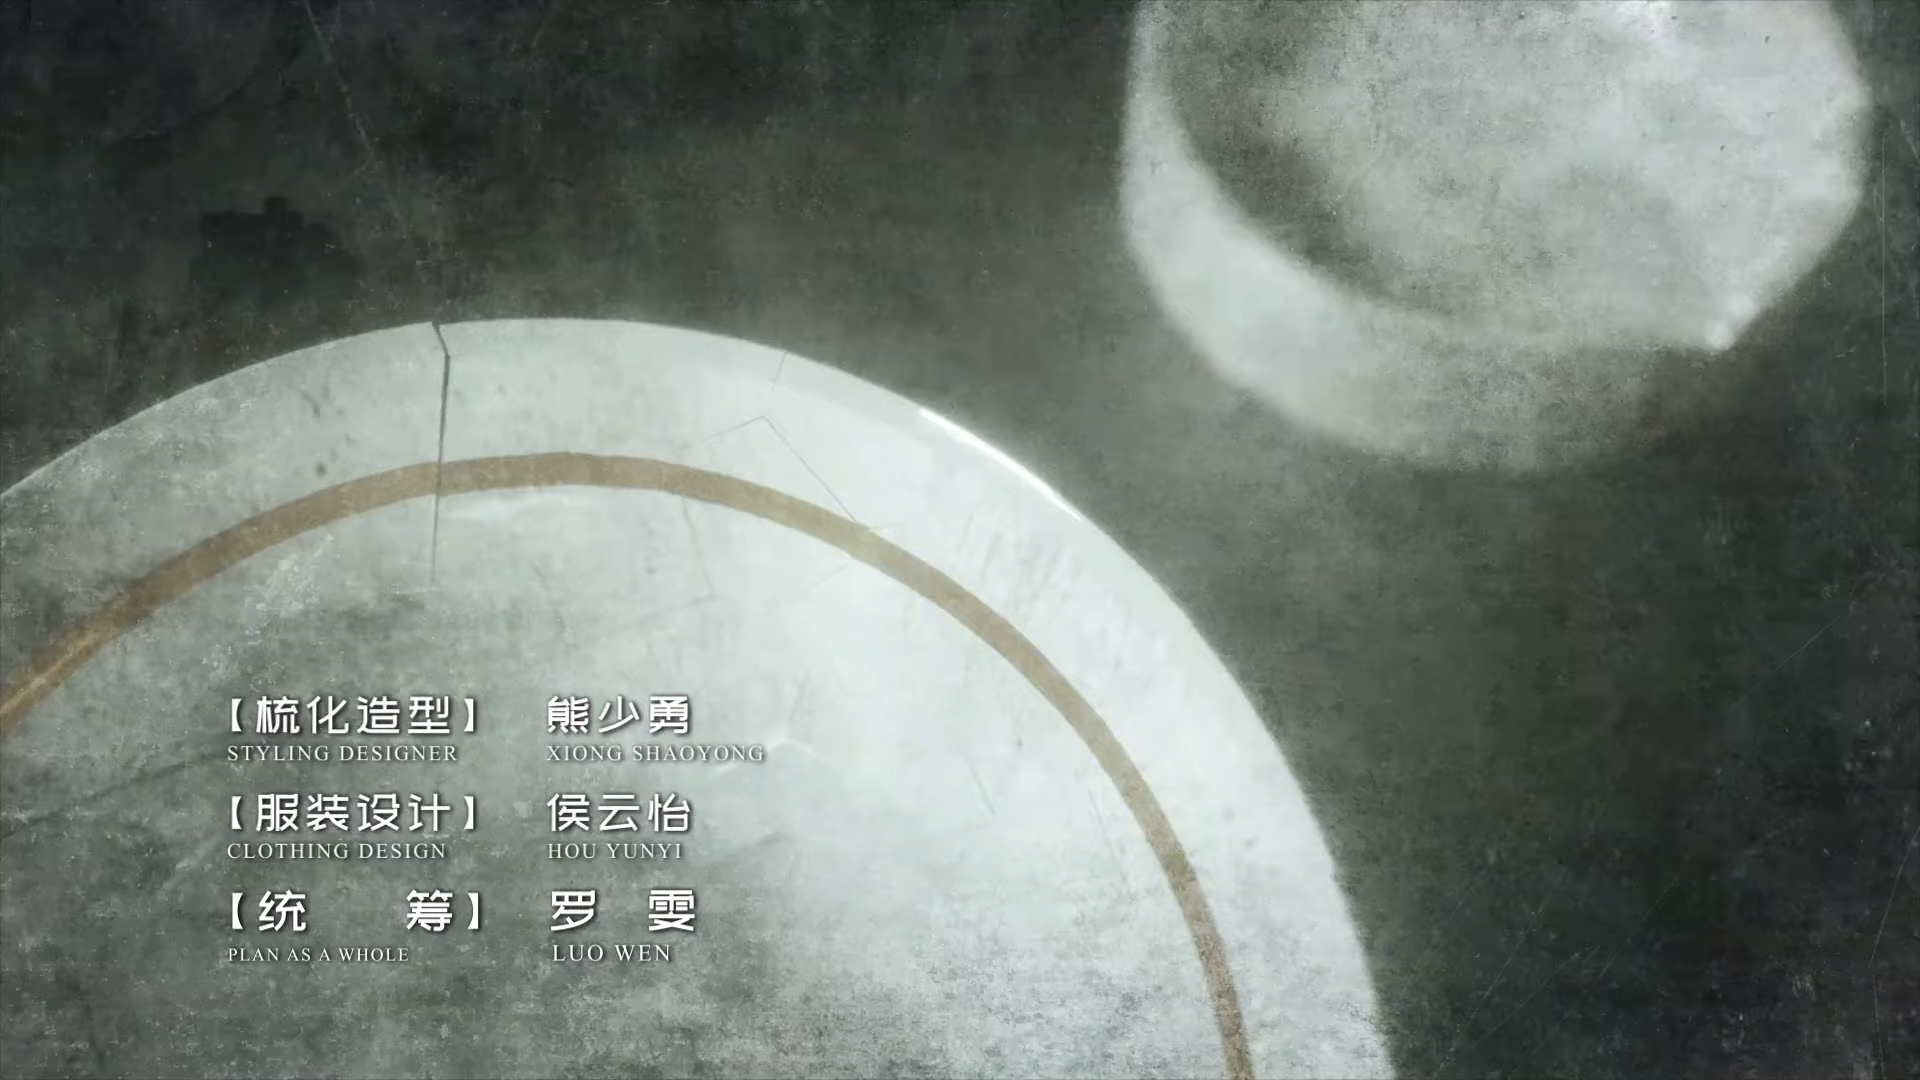 【梳化造型】 熊少勇
STYLING DESIGNER XIONG SHAOYONG
【服装设计】 侯云怡
CLOTHING DESIGN HOU YUNYI
【统 筹】 罗 雯
PLAN AS A WHOLE LUO WEN